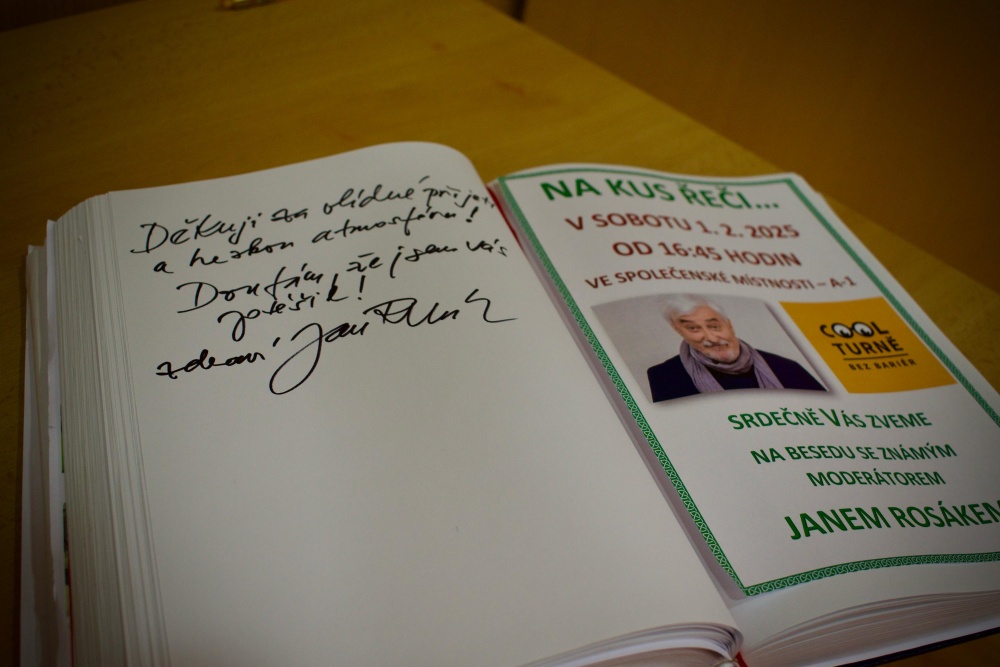 Děkuji za vlídné přijetí
a hezkou atmosféru!
Doufám že jsem vás
potěšil!
zdraví Jan Rosák
NA KUS ŘEČI...
V SOBOTU 1. 2. 2025
OD 16:45 HODIN
VE SPOLEČENSKÉ MÍSTNOSTI – A-1
COOL
TURNÉ
BEZ BARIÉR
SRDEČNĚ VÁS ZVEME
NA BESEDU SE ZNÁMÝM
MODERÁTOREM
JANEM ROSÁKEM